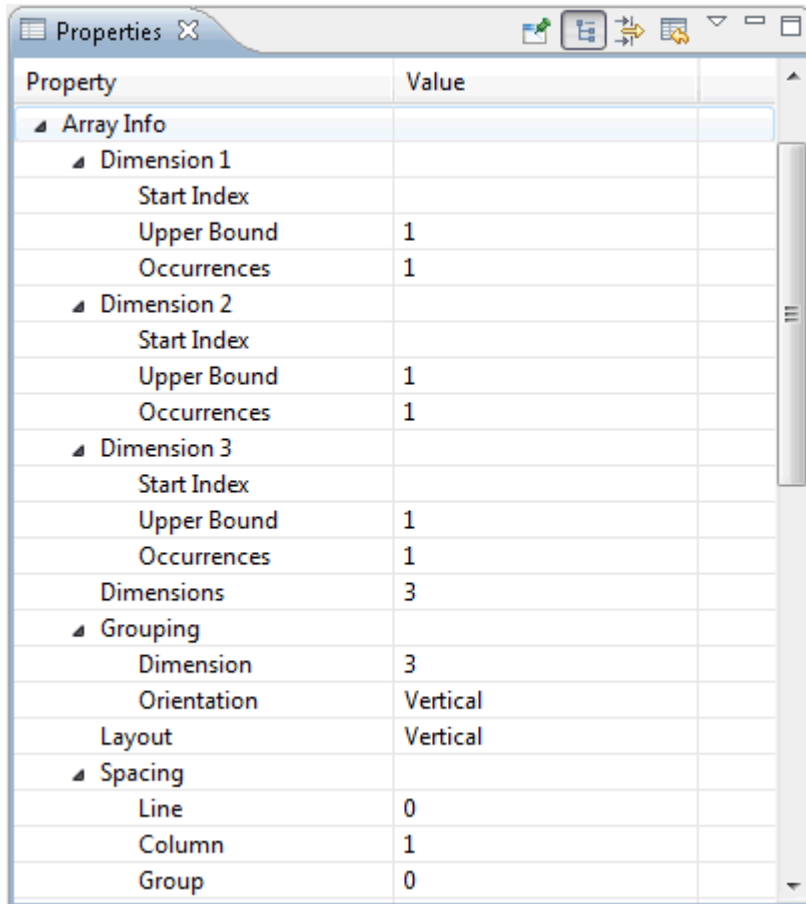 Properties
Property Value
Array Info
Dimension 1
Start Index
Upper Bound 1
Occurrences 1
Dimension 2
Start Index
Upper Bound 1
Occurrences 1
Dimension 3
Start Index
Upper Bound 1
Occurrences 1
Dimensions 3
Grouping
Dimension 3
Orientation Vertical
Layout Vertical
Spacing
Line 0
Column 1
Group 0